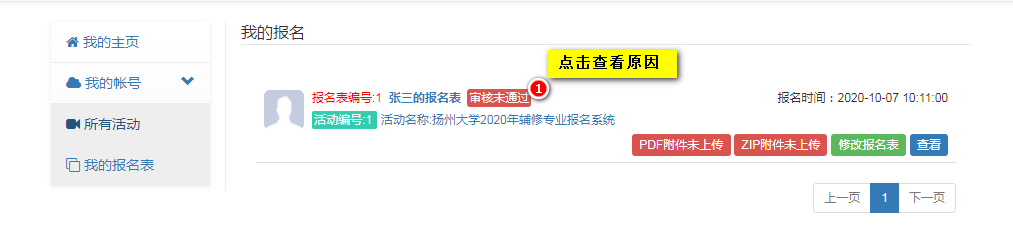 我的主页
我的帐号
所有活动
我的报名表
我的报名
点击查看原因
1
报名表编号:1 张三的报名表 审核未通过
报名时间：2020-10-07 10:11:00
活动编号:1 活动名称:扬州大学2020年辅修专业报名系统
PDF附件未上传 ZIP附件未上传 修改报名表 查看
上一页 1 下一页